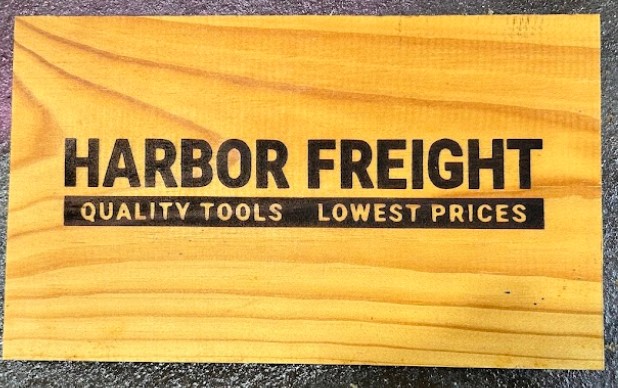 HARBOR FREIGHT
QUALITY TOOLS LOWEST PRICES